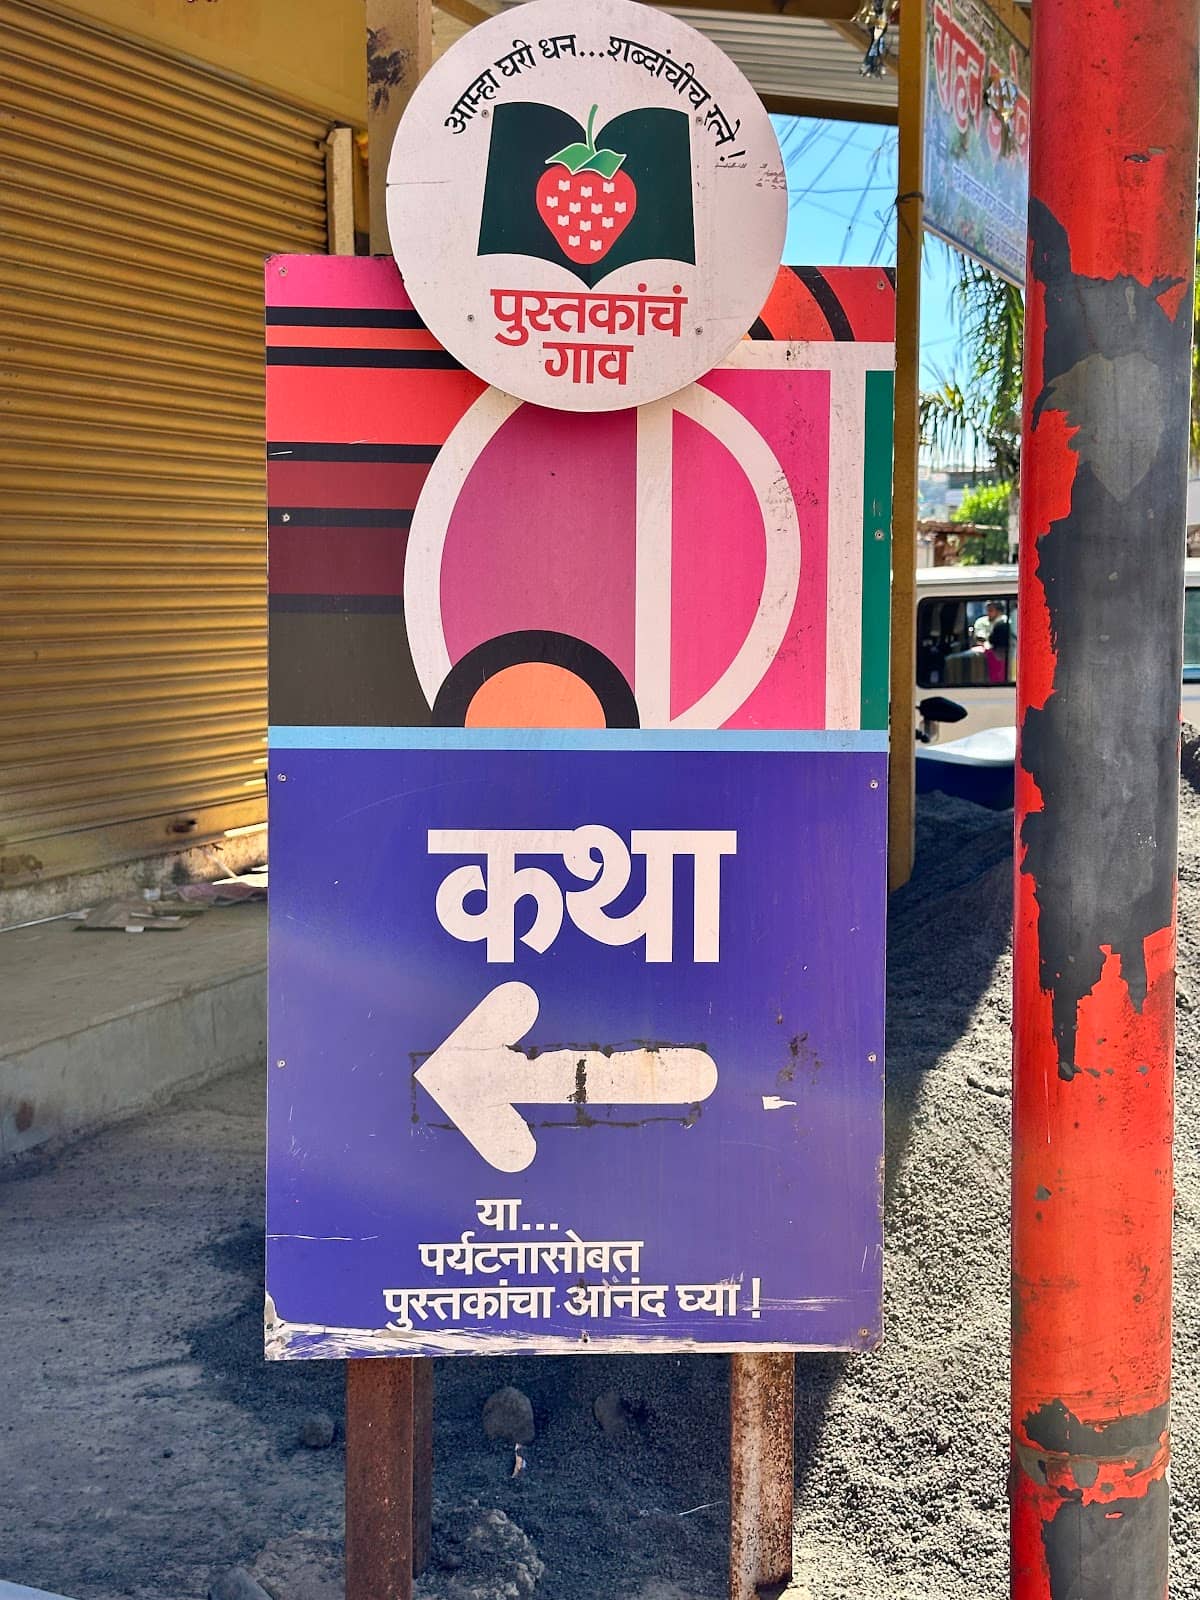 आम्हा घरी धन...शब्दांचीच रत्ने!
पुस्तकांचं
गाव
कथा
या...
पर्यटनासोबत
पुस्तकांचा आनंद घ्या!